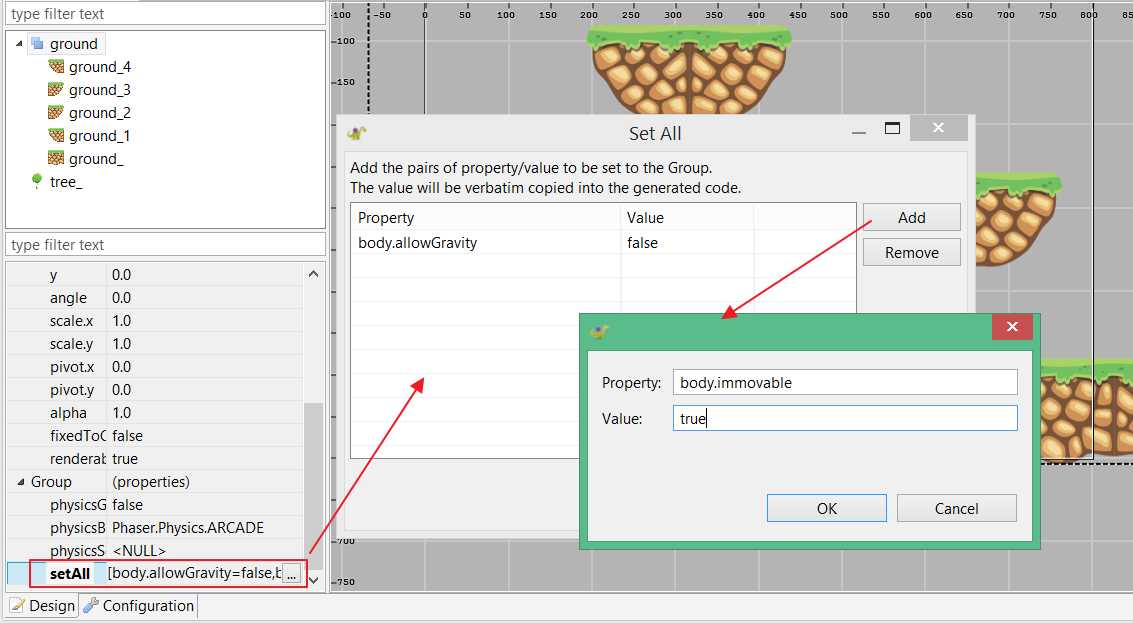 type filter text
ground
ground_4
ground_3
ground_2
ground_1
ground_
tree_
type filter text
y 0.0
angle 0.0
scale.x 1.0
scale.y 1.0
pivot.x 0.0
pivot.y 0.0
alpha 1.0
fixedToC false
renderab true
Group (properties)
physicsG false
physicsB Phaser.Physics.ARCADE
physicsS <NULL>
setAll [body.allowGravity=false,b ...
Design Configuration
-100 -50 0 50 100 150 200 250 300 350 400 450 500 550 600 650 700 750 800 85
-100
-150
-700
-750
Set All
Add the pairs of property/value to be set to the Group.
The value will be verbatim copied into the generated code.
Property Value
body.allowGravity false
Add
Remove
Property: body.immovable
Value: true
OK Cancel